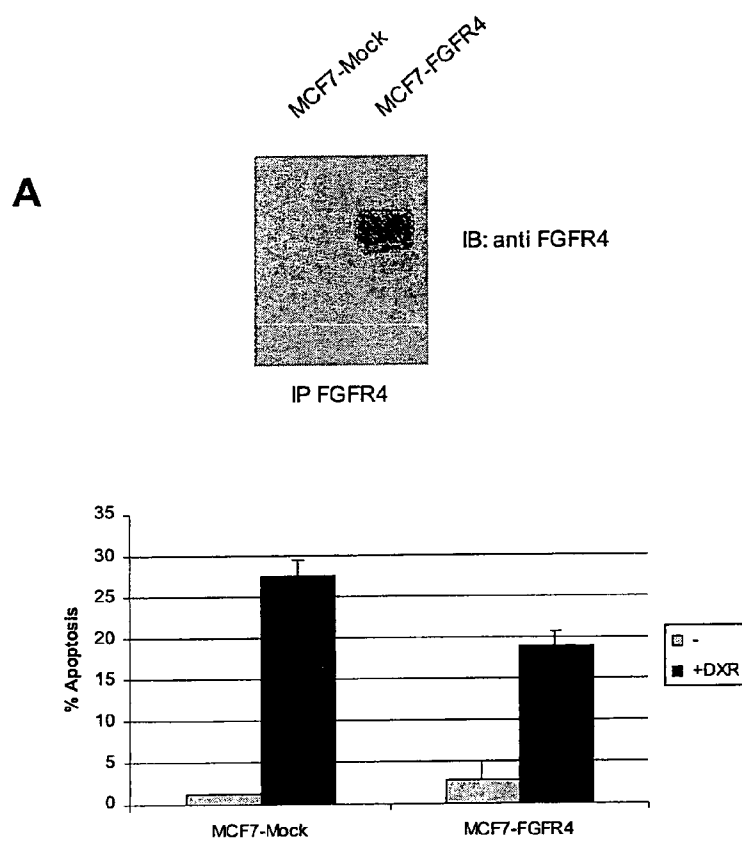 MCF7-Mock
MCF7-FGFR4
A
IB: anti FGFR4
IP FGFR4
35
30
25
20
15
10
5
0
% Apoptosis
-
+DXR
MCF7-Mock
MCF7-FGFR4